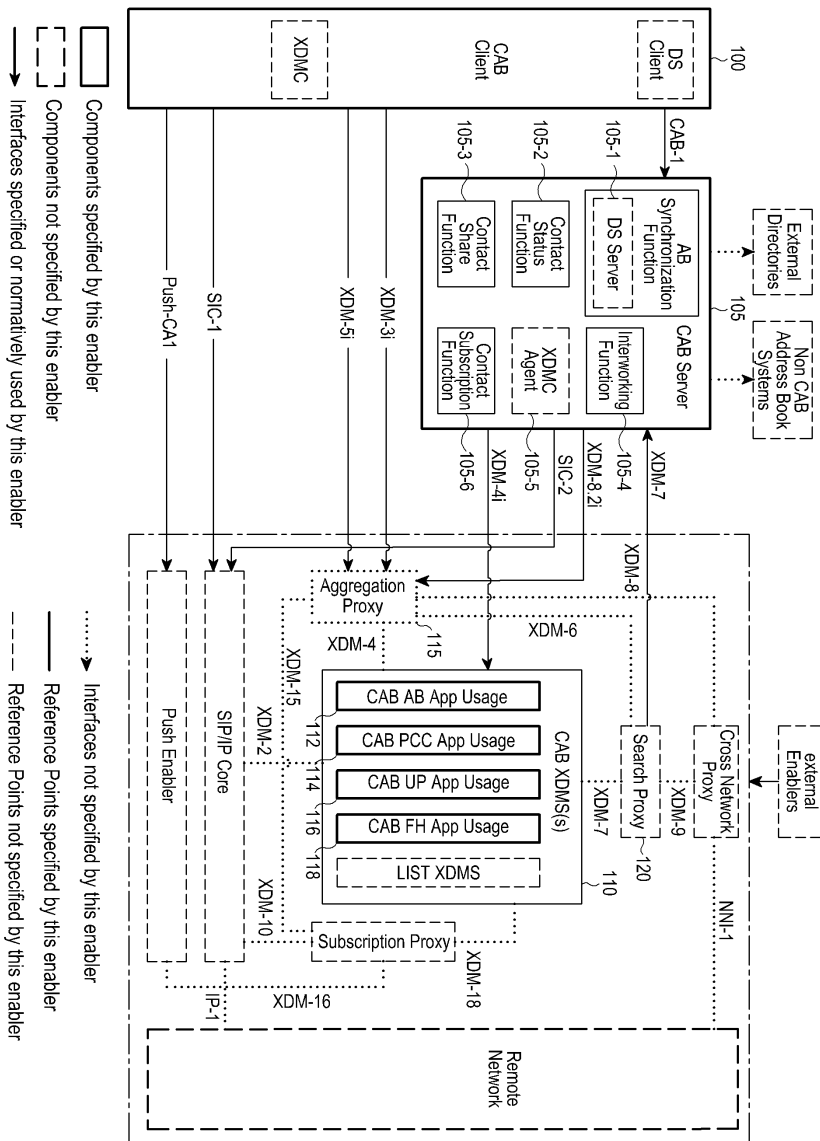 100
DS
Client
CAB
Client
XDMC
CAB-1
External
Directories
Non CAB
Address Book
Systems
105
AB
Synchronization
Function
DS Server
105-1
CAB Server
Contact
Status
Function
105-2
Contact
Share
Function
105-3
Interworking
Function
105-4
XDMC
Agent
105-5
Contact
Subscription
Function
105-6
XDM-7
XDM-8
XDM-8.2i
SIC-2
XDM-4i
XDM-3i
XDM-5i
SIC-1
Push-CA1
external
Enablers
Cross Network
Proxy
NNI-1
XDM-9
Search Proxy
120
XDM-6
XDM-7
Aggregation
Proxy
115
XDM-4
CAB XDMS(s)
110
CAB AB App Usage
112
CAB PCC App Usage
114
CAB UP App Usage
116
CAB FH App Usage
118
LIST XDMS
XDM-15
XDM-2
XDM-10
Subscription Proxy
XDM-18
XDM-16
IP-1
SIP/IP Core
Push Enabler
Remote
Network
Components specified by this enabler
Components not specified by this enabler
Interfaces specified or normatively used by this enabler
Interfaces not specified by this enabler
Reference Points specified by this enabler
Reference Points not specified by this enabler